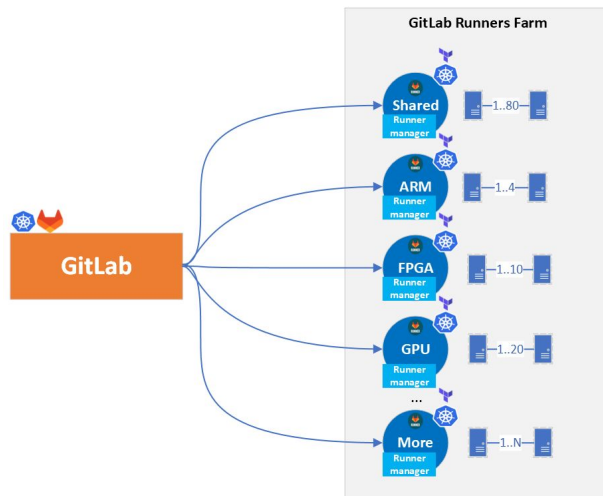 GitLab Runners Farm
Shared
Runner
manager
1..80
ARM
Runner
manager
1..4
GitLab
FPGA
Runner
manager
1..10
GPU
Runner
manager
1..20
...
More
Runner
manager
1..N